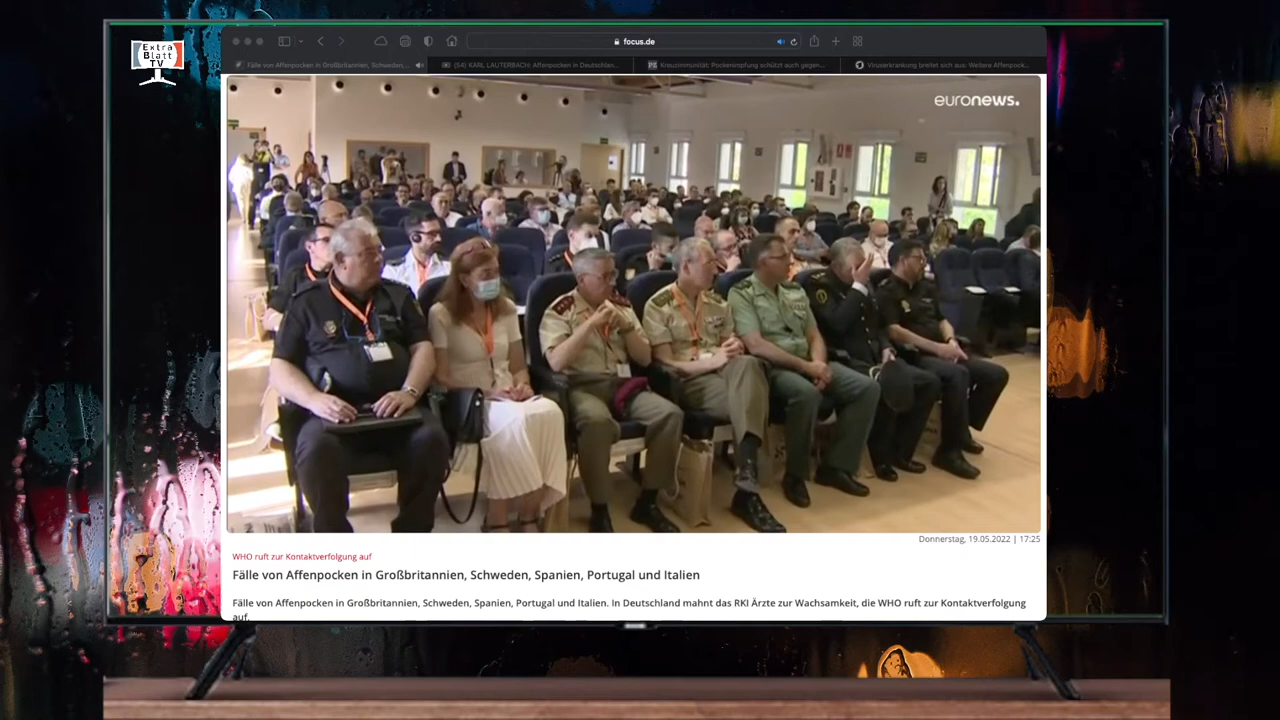 Extra
Blatt
TV
focus.de
Fälle von Affenpocken in Großbritannien, Schweden,...
(54) KARL LAUTERBACH: Affenpocken in Deutschlan...
Kreuzimmunität: Pockenimpfung schützt auch gegen...
Viruserkrankung breitet sich aus: Weitere Affenpock...
euronews.
Donnerstag, 19.05.2022 | 17:25
WHO ruft zur Kontaktverfolgung auf
Fälle von Affenpocken in Großbritannien, Schweden, Spanien, Portugal und Italien
Fälle von Affenpocken in Großbritannien, Schweden, Spanien, Portugal und Italien. In Deutschland mahnt das RKI Ärzte zur Wachsamkeit, die WHO ruft zur Kontaktverfolgung
auf.